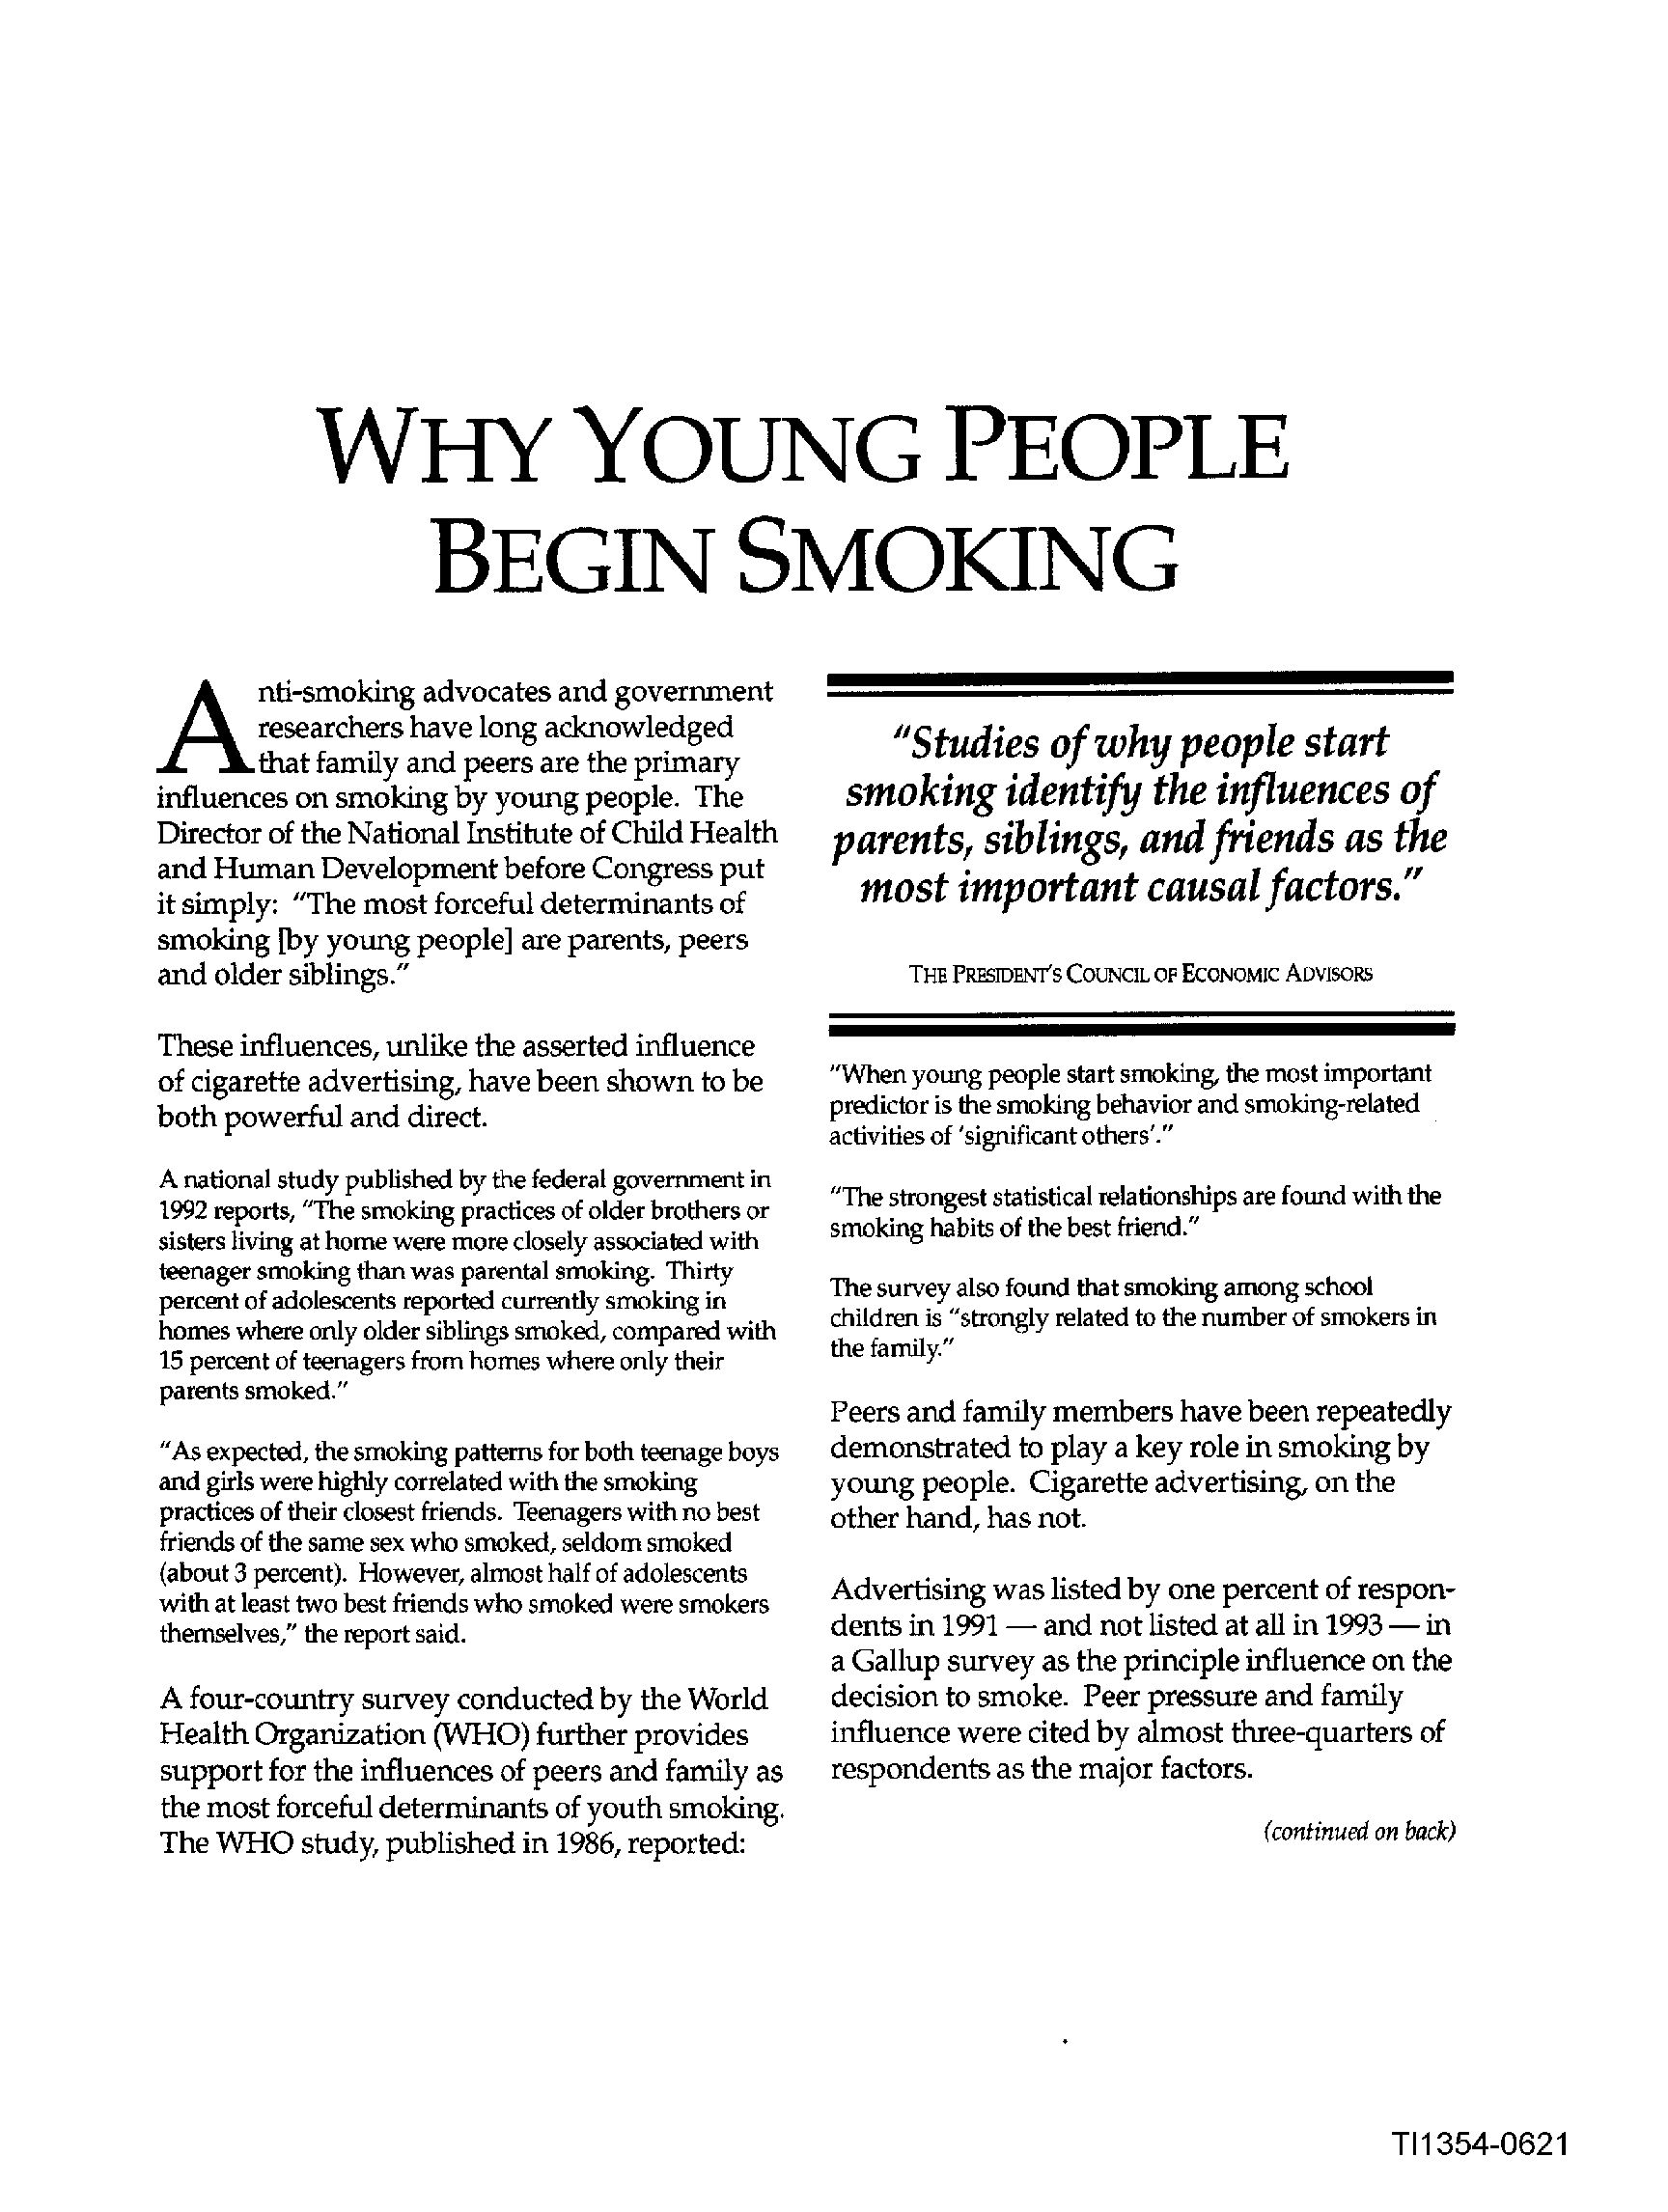 WHY YOUNG PEOPLE
BEGIN SMOKING
Anti-smoking advocates and government
researchers have long acknowledged
that family and peers are the primary
influences on smoking by young people. The
Director of the National Institute of Child Health
and Human Development before Congress put
it simply: "The most forceful determinants of
smoking [by young people] are parents, peers
and older siblings."
These influences, unlike the asserted influence
of cigarette advertising, have been shown to be
both powerful and direct.
A national study published by the federal government in
1992 reports, "The smoking practices of older brothers or
sisters living at home were more closely associated with
teenager smoking than was parental smoking. Thirty
percent of adolescents reported currently smoking in
homes where only older siblings smoked, compared with
15 percent of teenagers from homes where only their
parents smoked."
"As expected, the smoking patterns for both teenage boys
and girls were highly correlated with the smoking
practices of their closest friends. Teenagers with no best
friends of the same sex who smoked, seldom smoked
(about 3 percent). However, almost half of adolescents
with at least two best friends who smoked were smokers
themselves," the report said.
A four-country survey conducted by the World
Health Organization (WHO) further provides
support for the influences of peers and family as
the most forceful determinants of youth smoking.
The WHO study, published in 1986, reported:
"Studies of why people start
smoking identify the influences of
parents, siblings, and friends as the
most important causal factors."
THE PRESIDENT'S COUNCIL OF ECONOMIC ADVISORS
"When young people start smoking, the most important
predictor is the smoking behavior and smoking-related
activities of 'significant others'."
"The strongest statistical relationships are found with the
smoking habits of the best friend."
The survey also found that smoking among school
children is "strongly related to the number of smokers in
the family."
Peers and family members have been repeatedly
demonstrated to play a key role in smoking by
young people. Cigarette advertising, on the
other hand, has not.
Advertising was listed by one percent of respon-
dents in 1991 — and not listed at all in 1993 — in
a Gallup survey as the principle influence on the
decision to smoke. Peer pressure and family
influence were cited by almost three-quarters of
respondents as the major factors.
(continued on back)
TI1354-0621